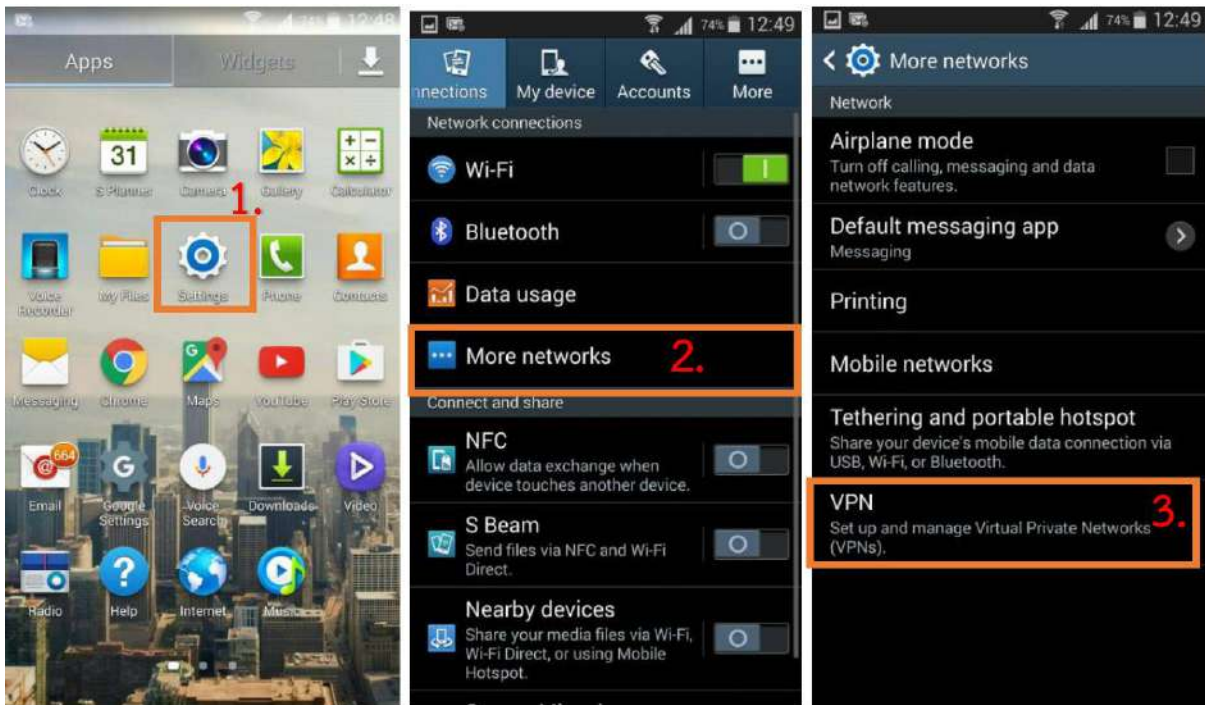 12:48
Apps
Widgets
31
Clock
S Planner
Camera
Gallery
Calculator
1.
Voice
Recorder
My Files
Settings
Phone
Contacts
G
Messaging
Chrome
Maps
YouTube
Play Store
664
@
G
Email
Google
Settings
Voice
Search
Downloads
Video
?
Radio
Help
Internet
Music
74% 12:49
nnections
My device
Accounts
More
Network connections
Wi-Fi
Bluetooth
Data usage
More networks
2.
Connect and share
NFC
Allow data exchange when
device touches another device.
S Beam
Send files via NFC and Wi-Fi
Direct.
Nearby devices
Share your media files via Wi-Fi,
Wi-Fi Direct, or using Mobile
Hotspot.
74% 12:49
< More networks
Network
Airplane mode
Turn off calling, messaging and data
network features.
Default messaging app
Messaging
Printing
Mobile networks
Tethering and portable hotspot
Share your device's mobile data connection via
USB, Wi-Fi, or Bluetooth.
VPN
Set up and manage Virtual Private Networks
(VPNs).
3.